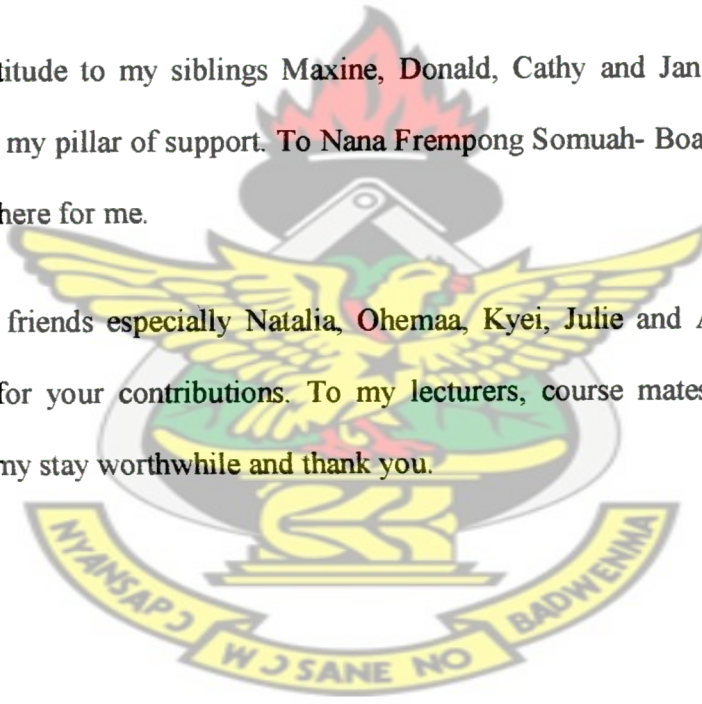 titude to my siblings Maxine, Donald, Cathy and Jan
my pillar of support. To Nana Frempong Somuah- Boa
here for me.
friends especially Natalia, Ohemaa, Kyei, Julie and A
for your contributions. To my lecturers, course mates
my stay worthwhile and thank you.
NYANSAPƆ WƆSANE NO BADWENMA